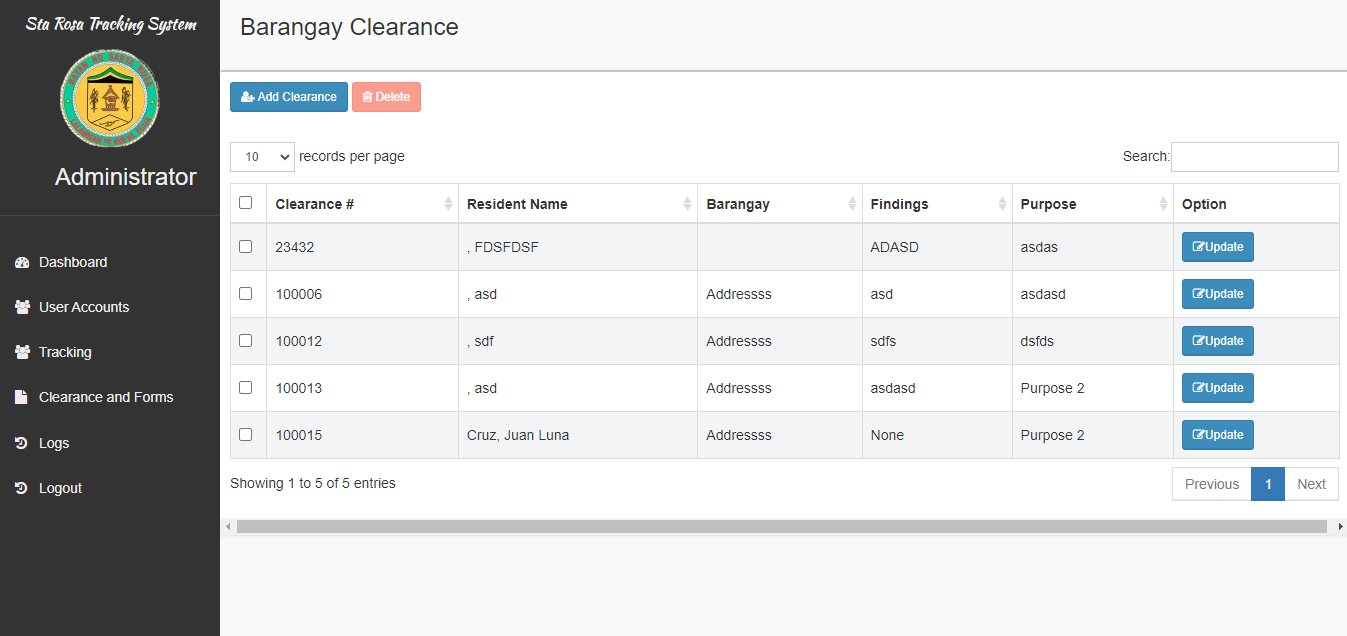 Sta Rosa Tracking System
Administrator
Dashboard
User Accounts
Tracking
Clearance and Forms
Logs
Logout
Barangay Clearance
Add Clearance Delete
10 records per page Search:
Clearance # Resident Name Barangay Findings Purpose Option
23432 , FDSFDSF ADASD asdas Update
100006 , asd Addressss asd asdasd Update
100012 , sdf Addressss sdfs dsfds Update
100013 , asd Addressss asdasd Purpose 2 Update
100015 Cruz, Juan Luna Addressss None Purpose 2 Update
Showing 1 to 5 of 5 entries Previous 1 Next